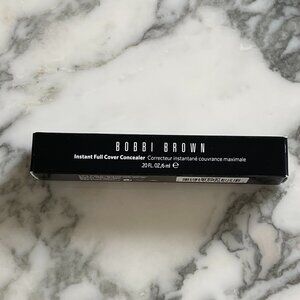 BOBBI BROWN
Instant Full Cover Concealer Correcteur instantané couvrance maximale
.20 FL.OZ./6 ml ℮